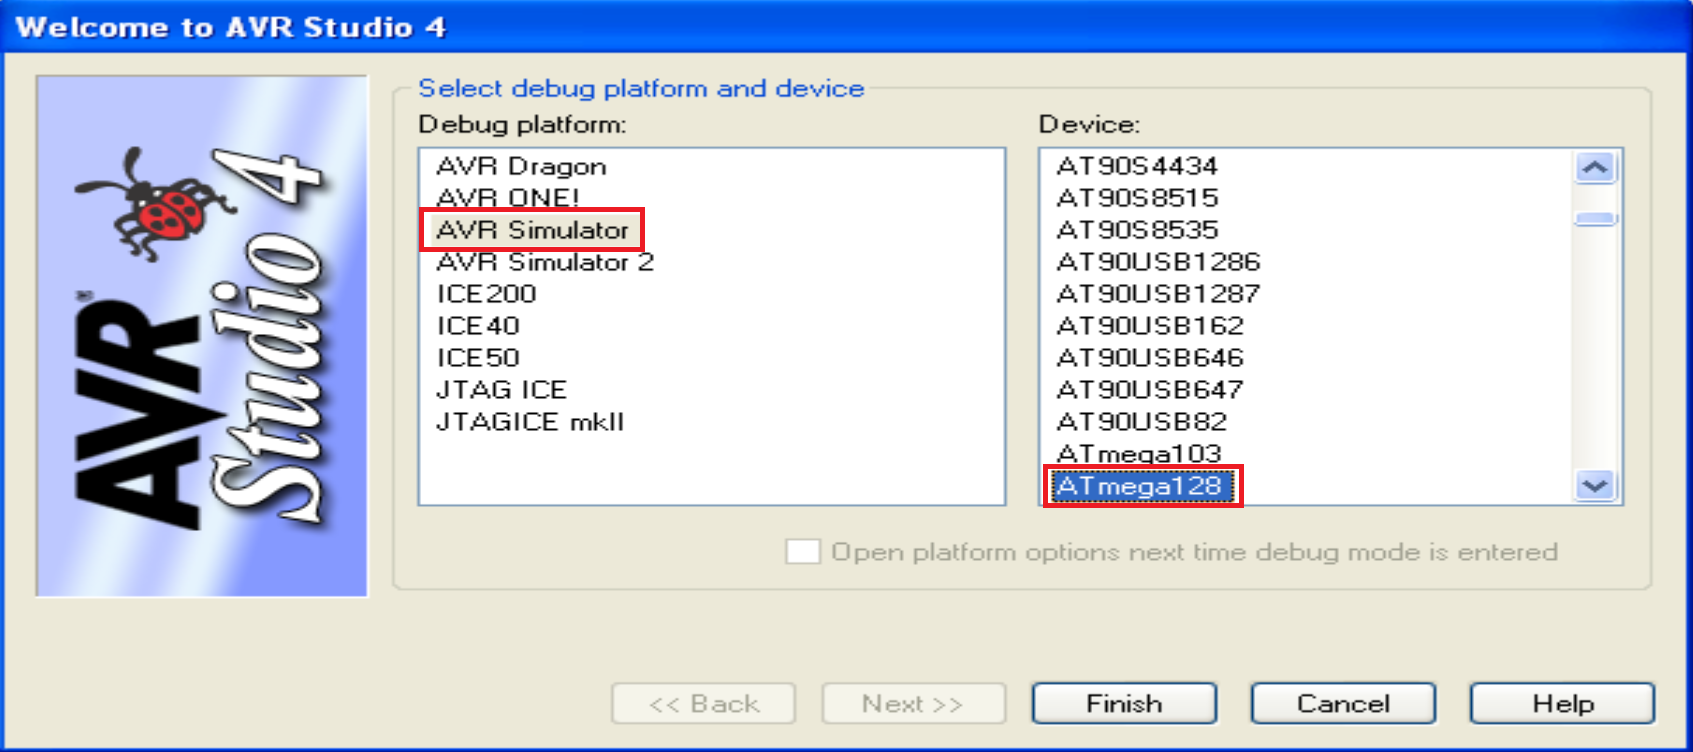 Welcome to AVR Studio 4
AVR®
Studio 4
Select debug platform and device
Debug platform:
AVR Dragon
AVR ONE!
AVR Simulator
AVR Simulator 2
ICE200
ICE40
ICE50
JTAG ICE
JTAGICE mkII
Device:
AT90S4434
AT90S8515
AT90S8535
AT90USB1286
AT90USB1287
AT90USB162
AT90USB646
AT90USB647
AT90USB82
ATmega103
ATmega128
Open platform options next time debug mode is entered
<< Back
Next >>
Finish
Cancel
Help